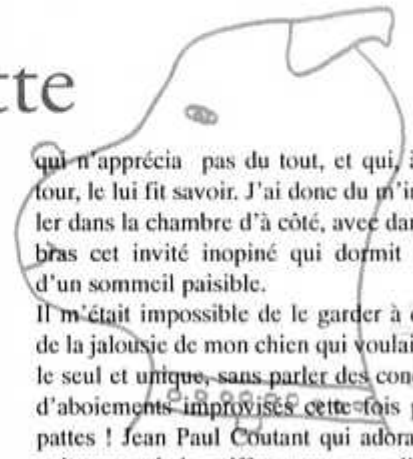 tte
qui n'apprécia pas du tout, et qui, à
tour, le lui fit savoir. J'ai donc du m'in
ler dans la chambre d'à côté, avec dan
bras cet invité inopiné qui dormit
d'un sommeil paisible.
Il m'était impossible de le garder à c
de la jalousie de mon chien qui voulai
le seul et unique, sans parler des conc
d'aboiements improvisés cette fois p
pattes ! Jean Paul Coutant qui adora